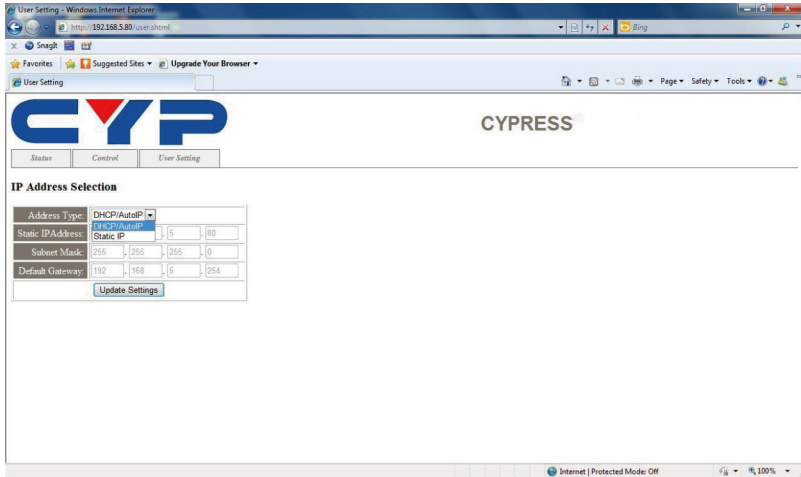 User Setting - Windows Internet Explorer
http://192.168.5.80/user.shtml
Bing
x Snagit
Favorites Suggested Sites Upgrade Your Browser
User Setting
Page Safety Tools
CYP
CYPRESS
Status Control User Setting
IP Address Selection
Address Type: DHCP/AutoIP
DHCP/AutoIP
Static IP
Static IPAddress: . 5 . 80
Subnet Mask: 255 . 255 . 255 . 0
Default Gateway: 192 . 168 . 5 . 254
Update Settings
Internet | Protected Mode: Off 100%